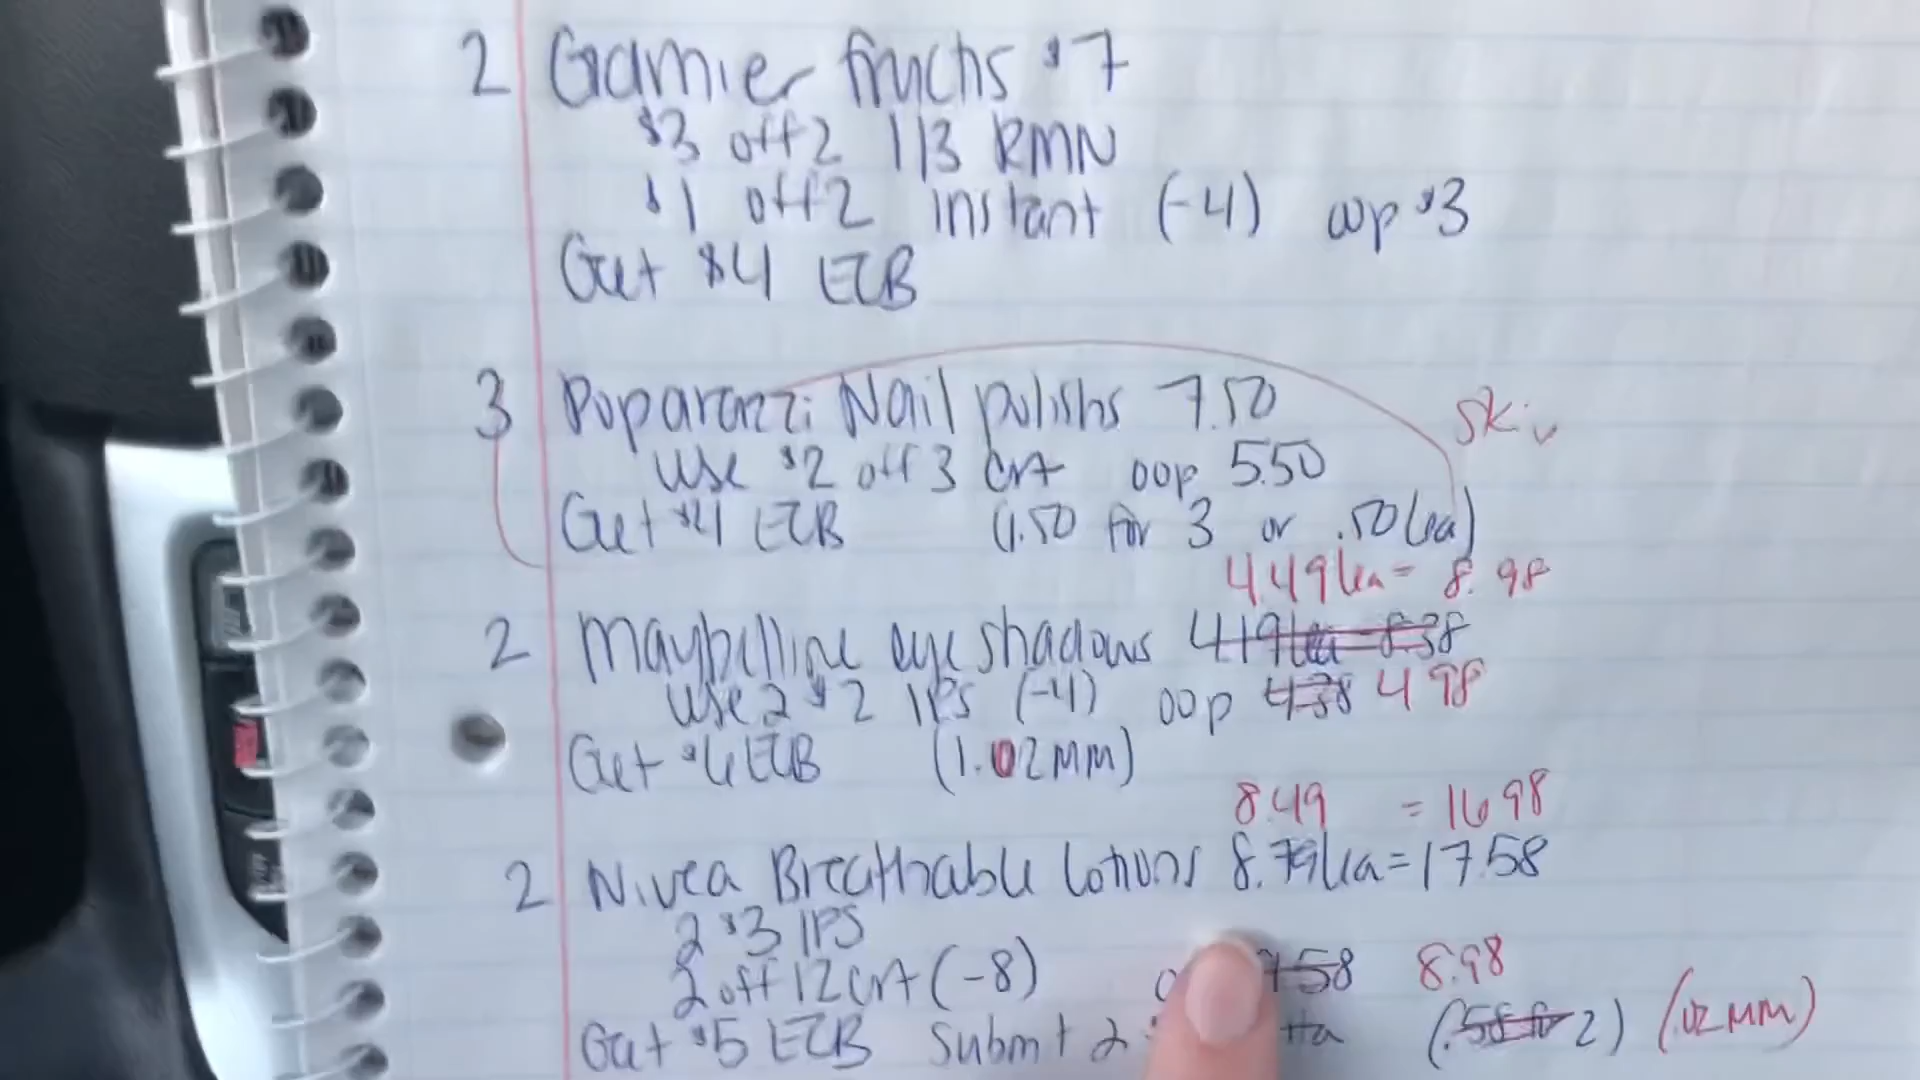 2 Garnier fructis $7
$3 off 2 1/3 RMN
$1 off 2 instant (-4) oop $3
Get $4 ECB
3 Poparazzi Nail polishs 7.50
Ski
use $2 off 3 crt oop 5.50
Get $4 ECB (1.50 for 3 or .50/ea)
4.49/ea = 8.98
2 Maybelline eye shadows 4.19/ea 8.38
use 2 $2 IPS (-4) oop 4.38 4.98
Get $6 ECB (1.02 MM)
8.49 = 16.98
2 Nivea Breathable lotions 8.79/ea = 17.58
2 $3 IPS
2 off 12 crt (-8) 8.98
Get $5 ECB Submit 2 (.58 for 2) (.02 MM)